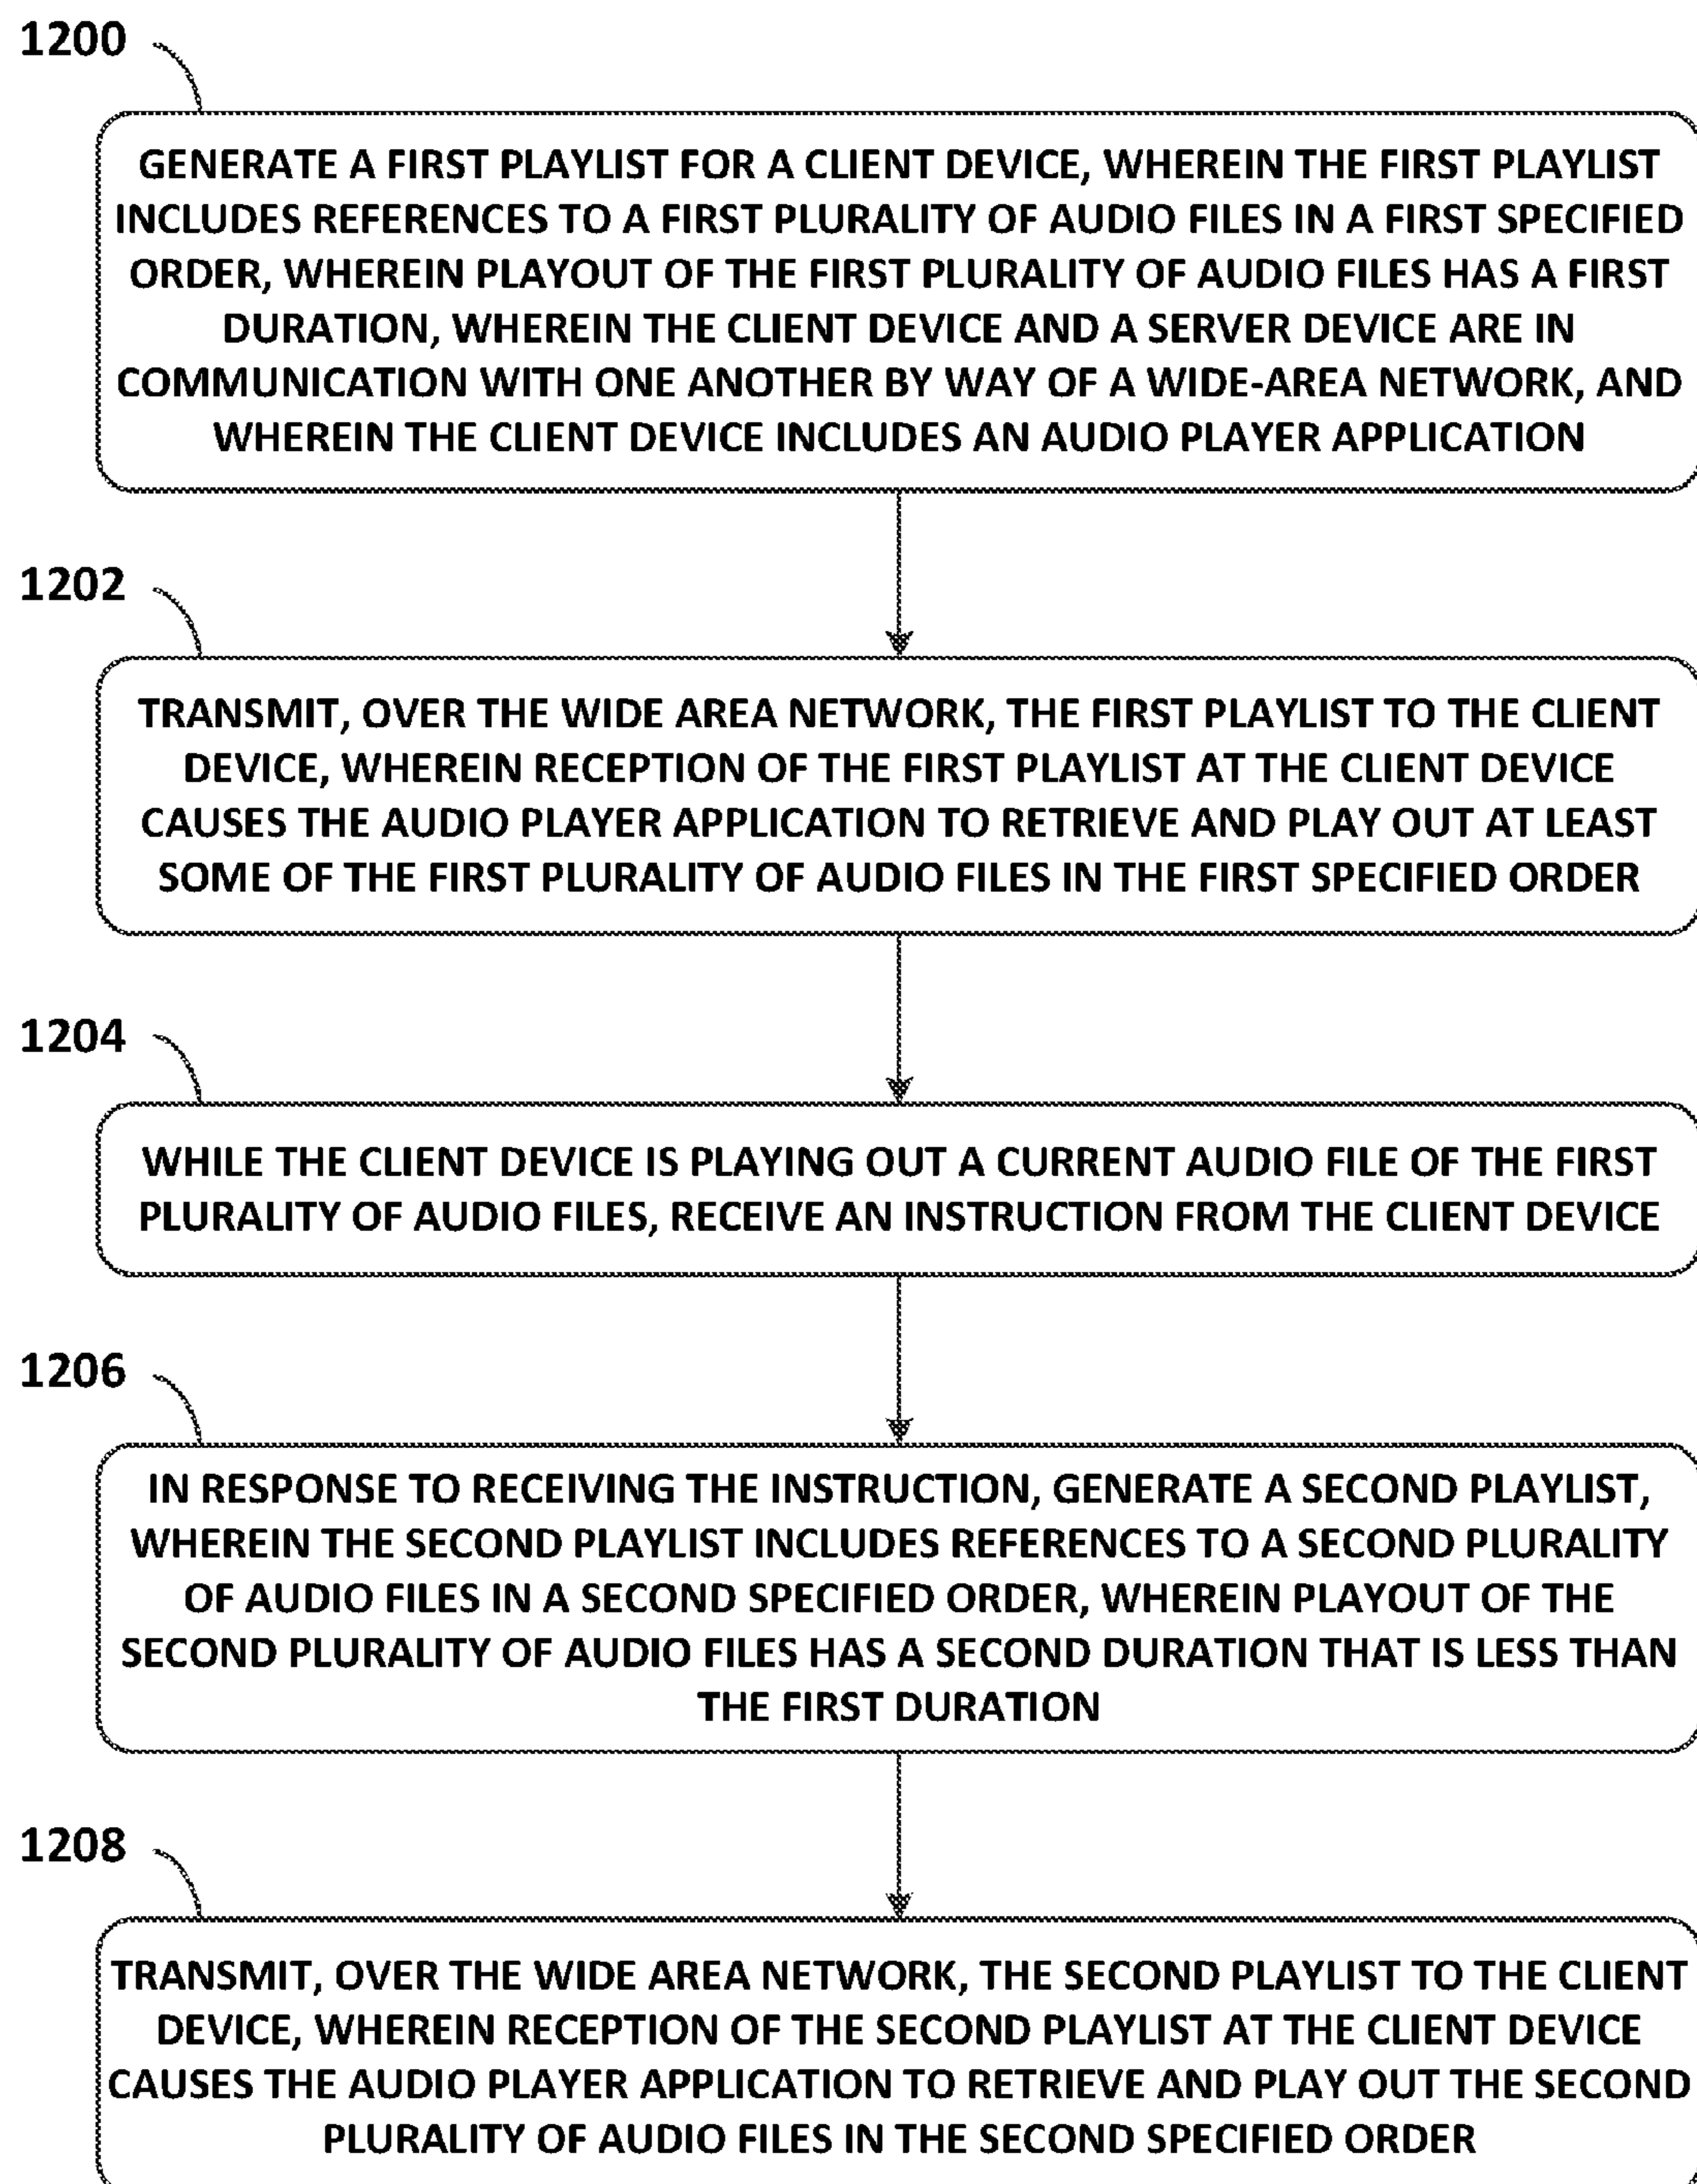 1200
GENERATE A FIRST PLAYLIST FOR A CLIENT DEVICE, WHEREIN THE FIRST PLAYLIST
INCLUDES REFERENCES TO A FIRST PLURALITY OF AUDIO FILES IN A FIRST SPECIFIED
ORDER, WHEREIN PLAYOUT OF THE FIRST PLURALITY OF AUDIO FILES HAS A FIRST
DURATION, WHEREIN THE CLIENT DEVICE AND A SERVER DEVICE ARE IN
COMMUNICATION WITH ONE ANOTHER BY WAY OF A WIDE-AREA NETWORK, AND
WHEREIN THE CLIENT DEVICE INCLUDES AN AUDIO PLAYER APPLICATION
1202
TRANSMIT, OVER THE WIDE AREA NETWORK, THE FIRST PLAYLIST TO THE CLIENT
DEVICE, WHEREIN RECEPTION OF THE FIRST PLAYLIST AT THE CLIENT DEVICE
CAUSES THE AUDIO PLAYER APPLICATION TO RETRIEVE AND PLAY OUT AT LEAST
SOME OF THE FIRST PLURALITY OF AUDIO FILES IN THE FIRST SPECIFIED ORDER
1204
WHILE THE CLIENT DEVICE IS PLAYING OUT A CURRENT AUDIO FILE OF THE FIRST
PLURALITY OF AUDIO FILES, RECEIVE AN INSTRUCTION FROM THE CLIENT DEVICE
1206
IN RESPONSE TO RECEIVING THE INSTRUCTION, GENERATE A SECOND PLAYLIST,
WHEREIN THE SECOND PLAYLIST INCLUDES REFERENCES TO A SECOND PLURALITY
OF AUDIO FILES IN A SECOND SPECIFIED ORDER, WHEREIN PLAYOUT OF THE
SECOND PLURALITY OF AUDIO FILES HAS A SECOND DURATION THAT IS LESS THAN
THE FIRST DURATION
1208
TRANSMIT, OVER THE WIDE AREA NETWORK, THE SECOND PLAYLIST TO THE CLIENT
DEVICE, WHEREIN RECEPTION OF THE SECOND PLAYLIST AT THE CLIENT DEVICE
CAUSES THE AUDIO PLAYER APPLICATION TO RETRIEVE AND PLAY OUT THE SECOND
PLURALITY OF AUDIO FILES IN THE SECOND SPECIFIED ORDER